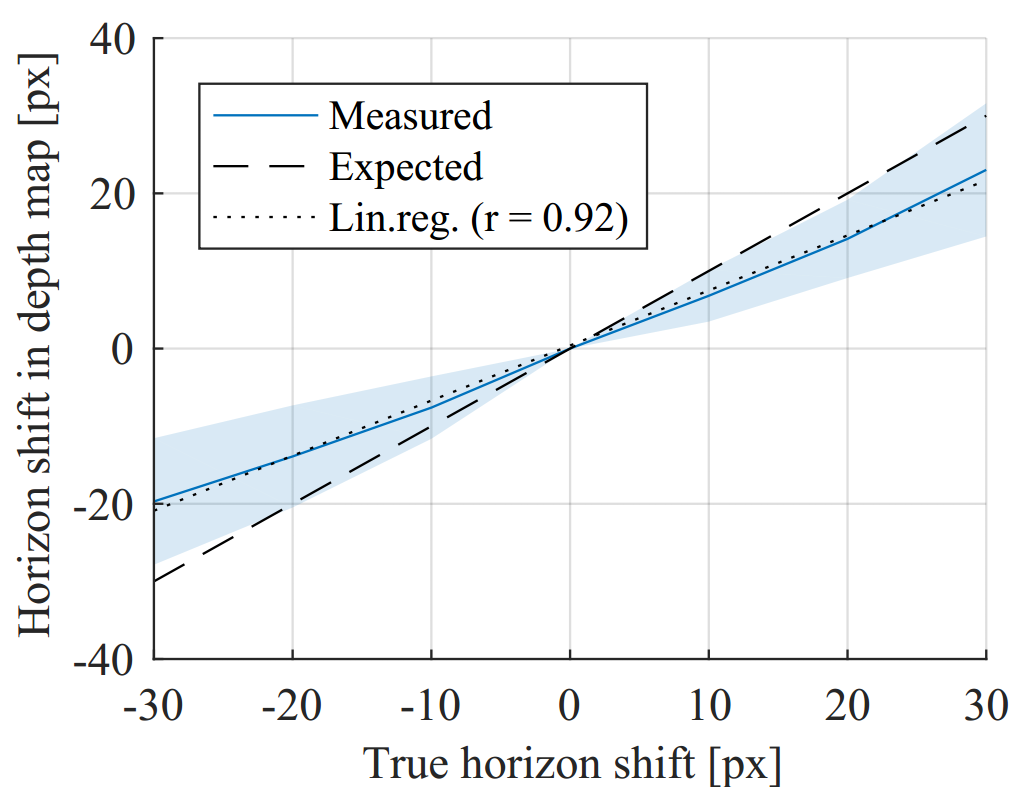 Horizon shift in depth map [px]
40
20
0
-20
-40
Measured
Expected
Lin.reg. (r = 0.92)
-30 -20 -10 0 10 20 30
True horizon shift [px]